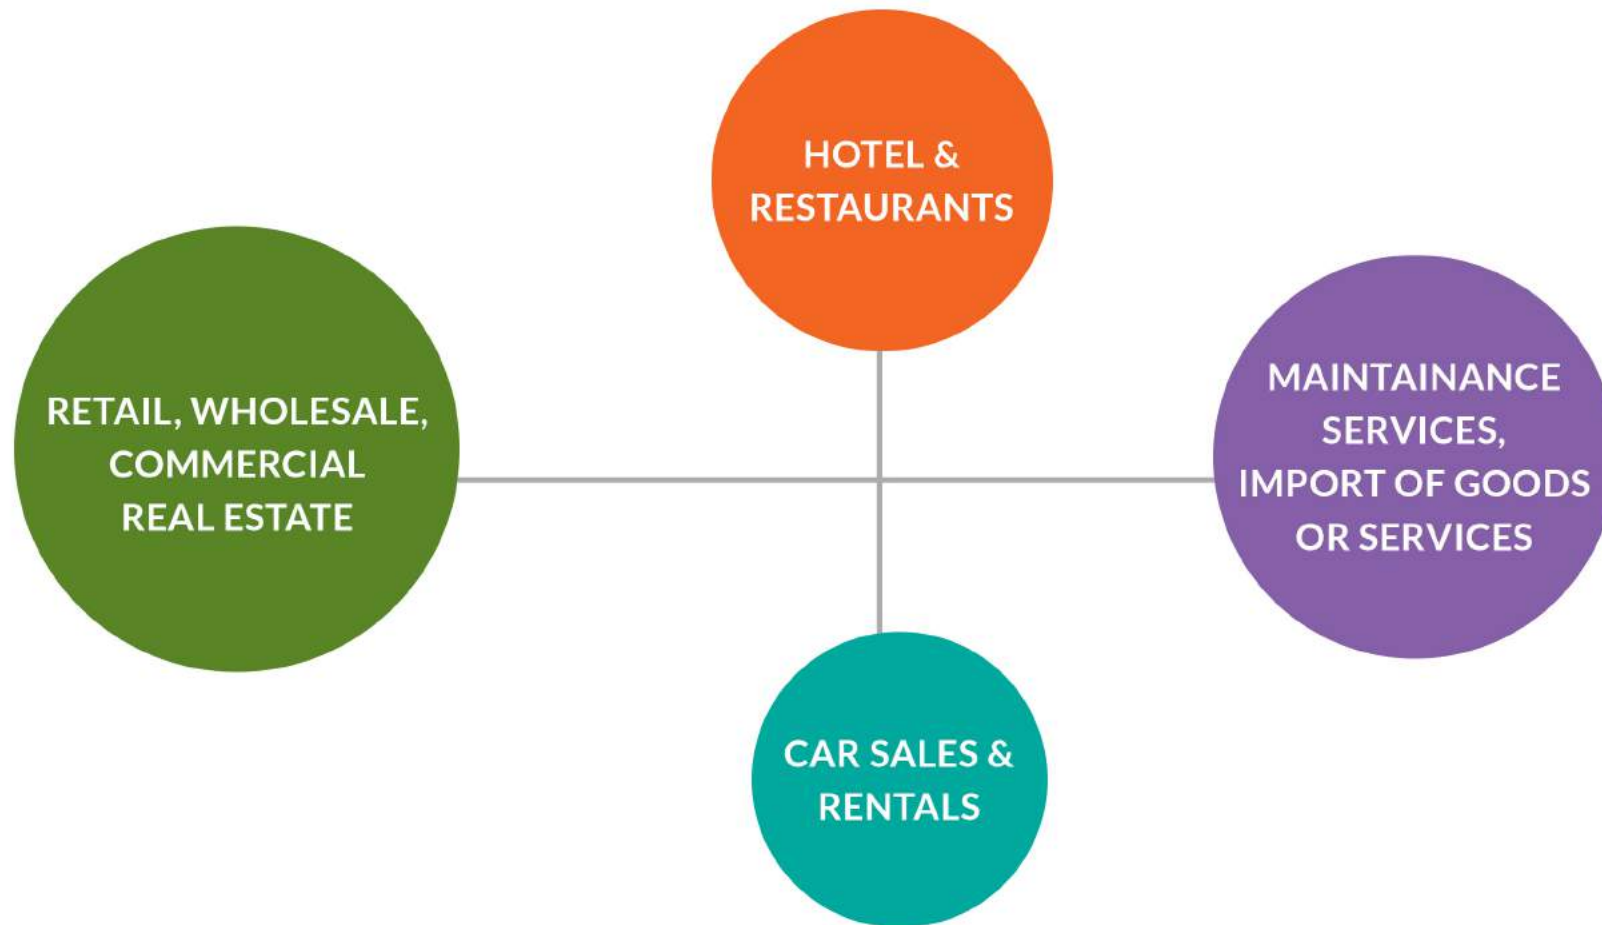 HOTEL &
RESTAURANTS
RETAIL, WHOLESALE,
COMMERCIAL
REAL ESTATE
MAINTAINANCE
SERVICES,
IMPORT OF GOODS
OR SERVICES
CAR SALES &
RENTALS